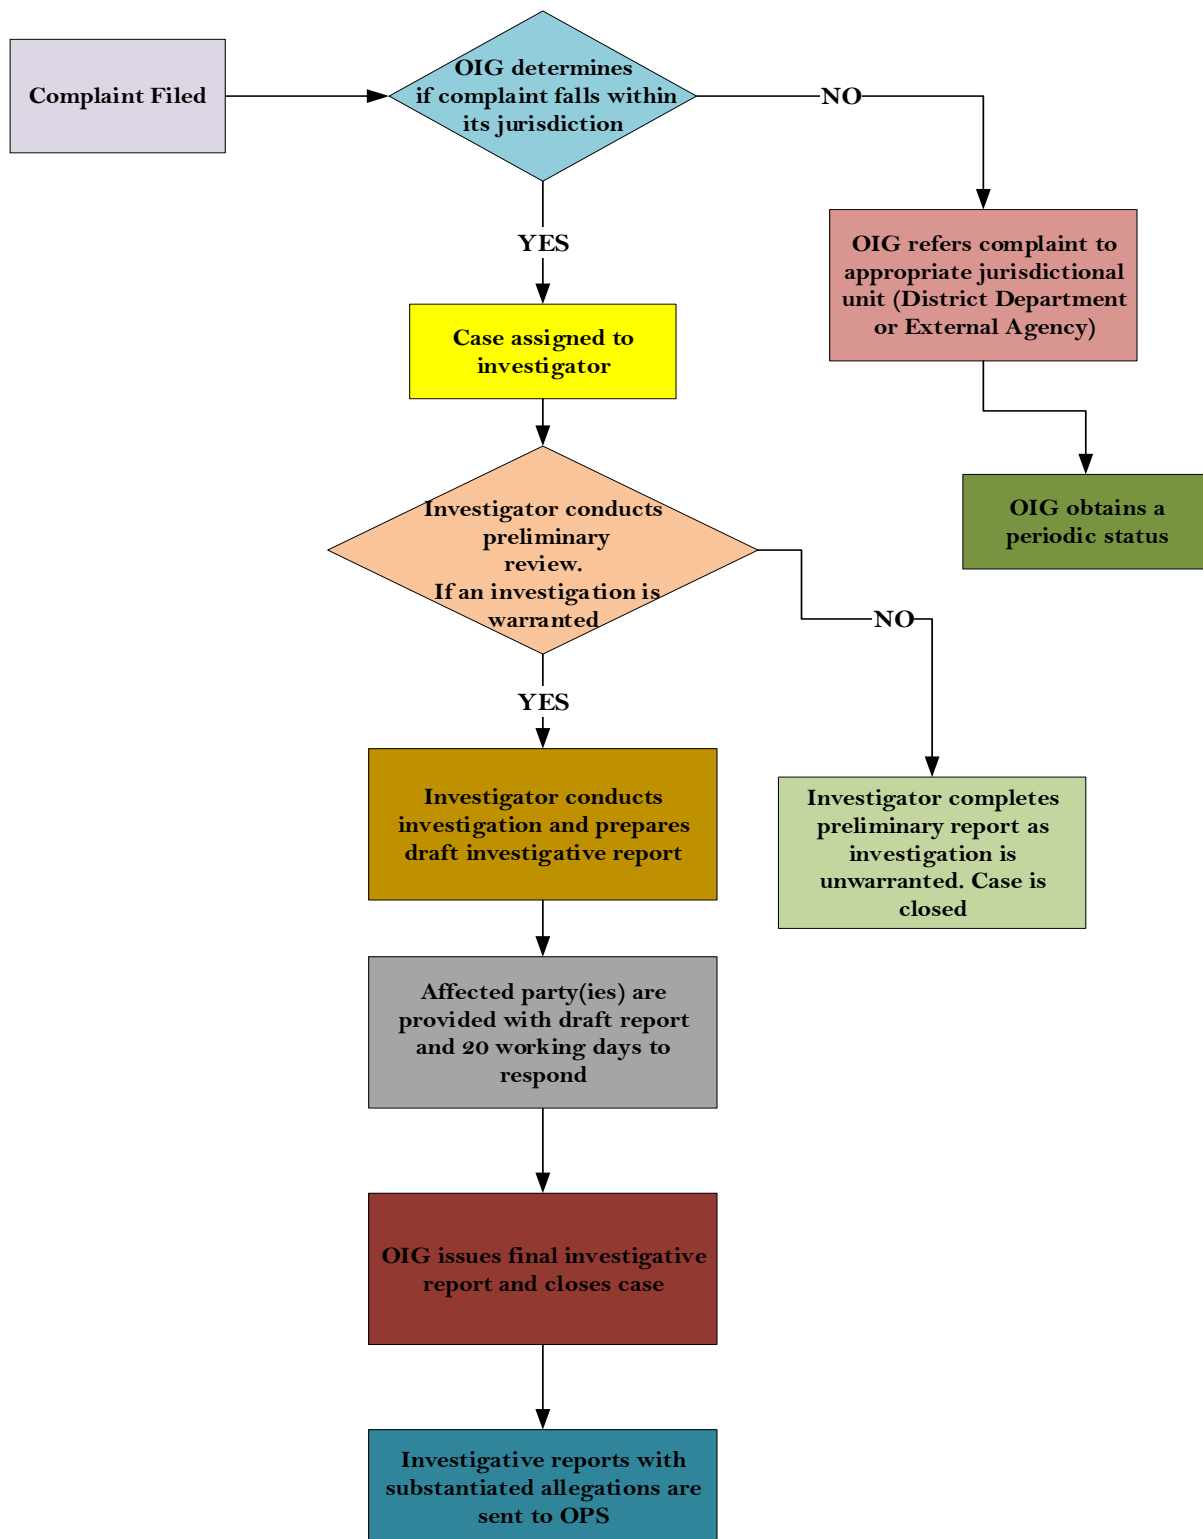 Complaint Filed
OIG determines
if complaint falls within
its jurisdiction
NO
YES
OIG refers complaint to
appropriate jurisdictional
unit (District Department
or External Agency)
Case assigned to
investigator
OIG obtains a
periodic status
Investigator conducts
preliminary
review.
If an investigation is
warranted
NO
YES
Investigator conducts
investigation and prepares
draft investigative report
Investigator completes
preliminary report as
investigation is
unwarranted. Case is
closed
Affected party(ies) are
provided with draft report
and 20 working days to
respond
OIG issues final investigative
report and closes case
Investigative reports with
substantiated allegations are
sent to OPS